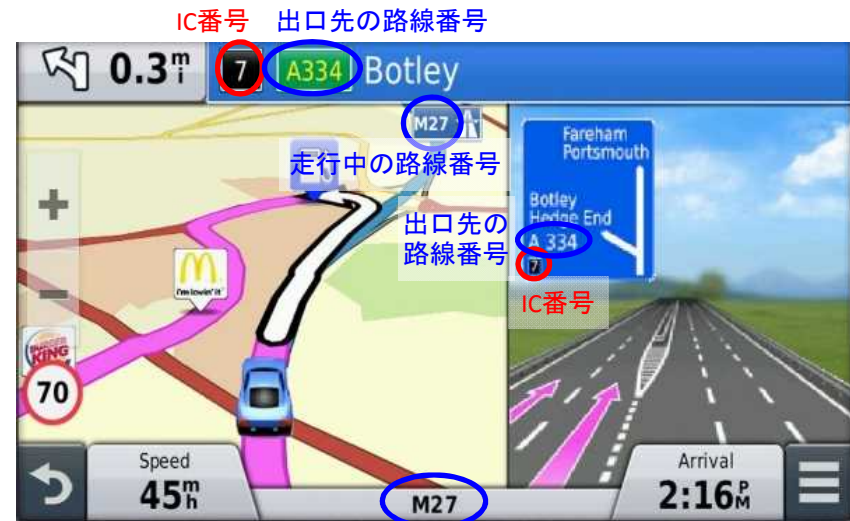 IC番号 出口先の路線番号
0.3 mi 7 A334 Botley
M27
走行中の路線番号
Fareham
Portsmouth
Botley
Hedge End
A 334
7
出口先の
路線番号
IC番号
+
i'm lovin' it
−
BURGER
KING
70
Speed
45 mh
M27
Arrival
2:16 PM